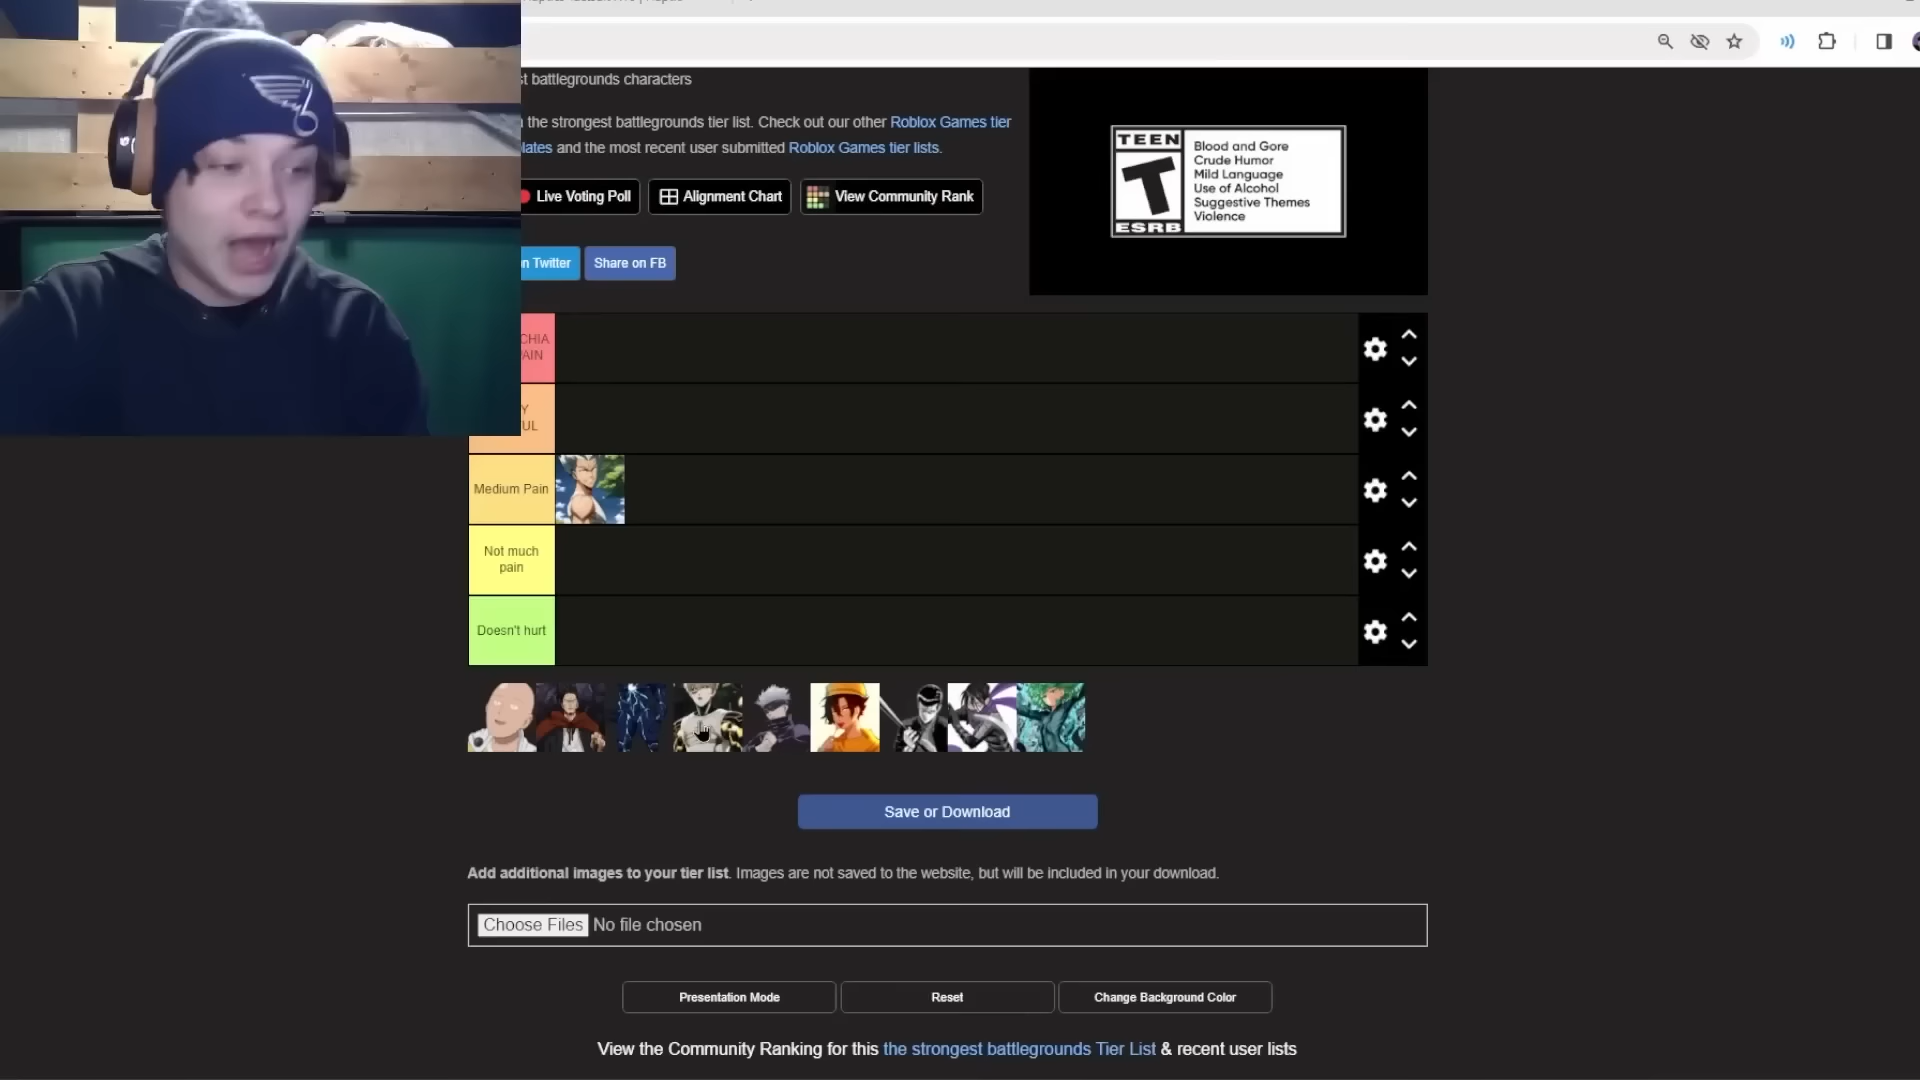 t battlegrounds characters
the strongest battlegrounds tier list. Check out our other Roblox Games tier
lates and the most recent user submitted Roblox Games tier lists.
Live Voting Poll
Alignment Chart
View Community Rank
n Twitter
Share on FB
TEEN
T
ESRB
Blood and Gore
Crude Humor
Mild Language
Use of Alcohol
Suggestive Themes
Violence
CHIA
AIN
Y
UL
Medium Pain
Not much
pain
Doesn't hurt
Save or Download
Add additional images to your tier list. Images are not saved to the website, but will be included in your download.
Choose Files No file chosen
Presentation Mode
Reset
Change Background Color
View the Community Ranking for this the strongest battlegrounds Tier List & recent user lists